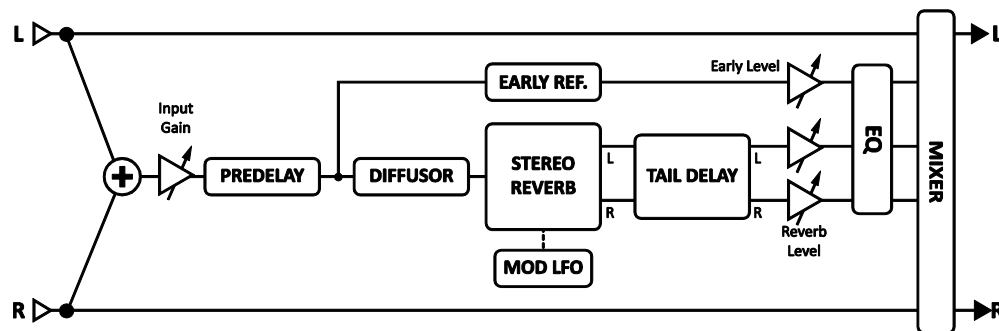 L
L
Early Level
EARLY REF.
Input
Gain
+
PREDELAY
DIFFUSOR
STEREO
REVERB
L
R
TAIL DELAY
L
R
EQ
MIXER
Reverb
Level
MOD LFO
R
R